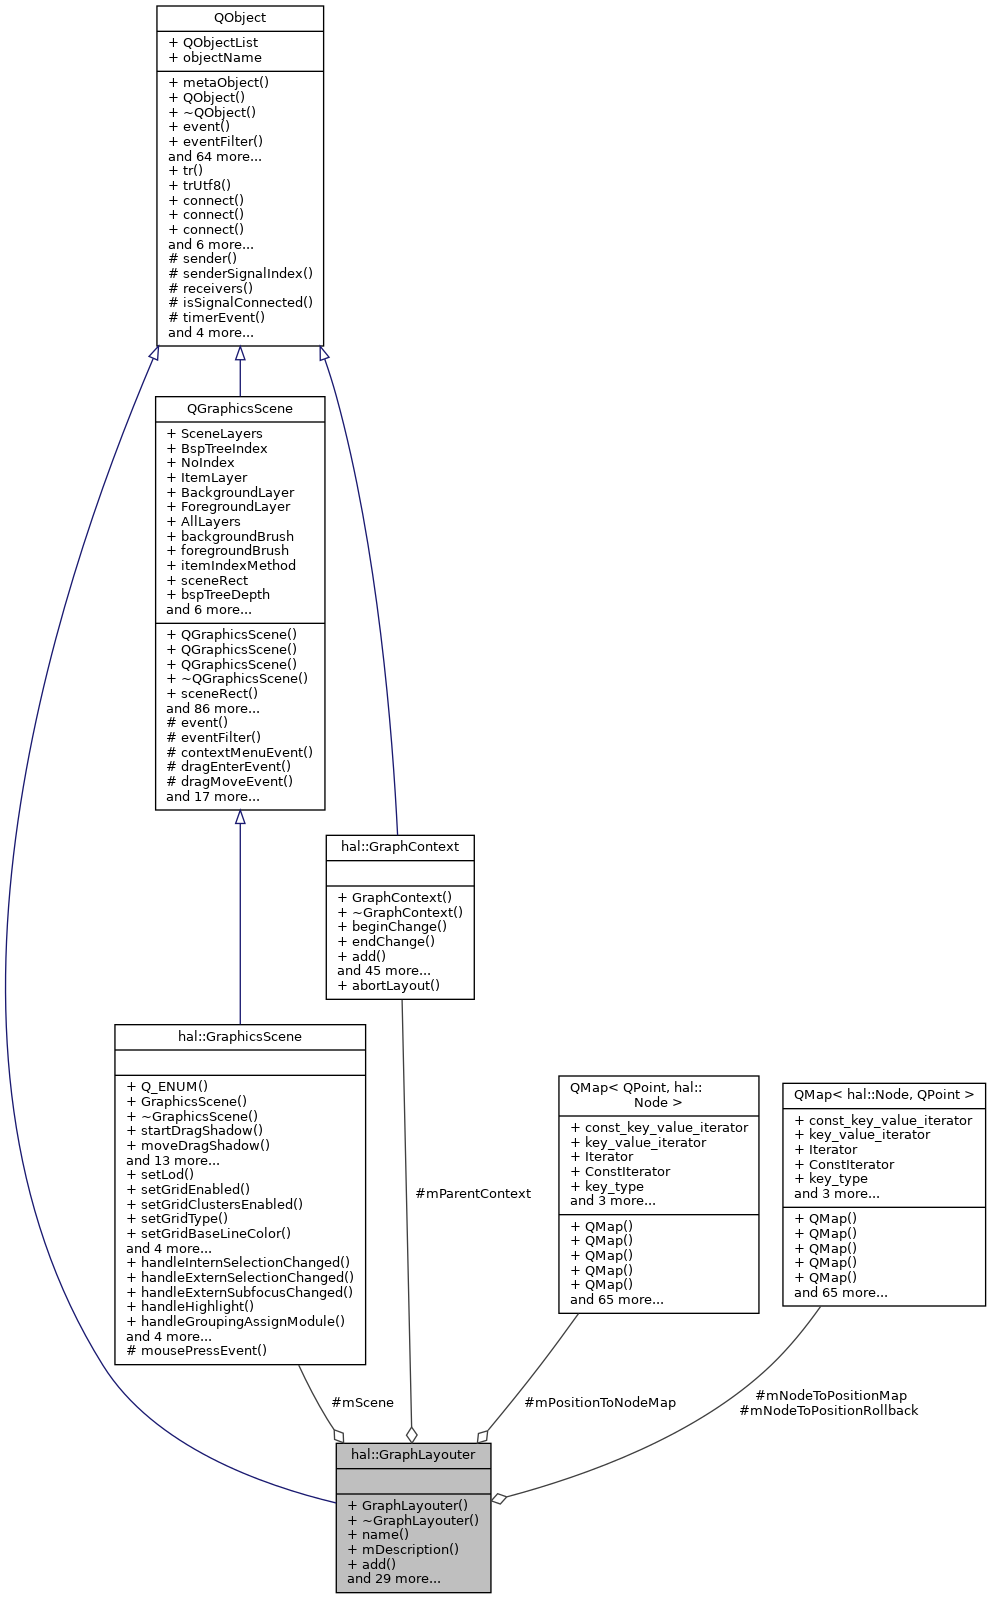 QObject
+ QObjectList
+ objectName
+ metaObject()
+ QObject()
+ ~QObject()
+ event()
+ eventFilter()
and 64 more...
+ tr()
+ trUtf8()
+ connect()
+ connect()
+ connect()
and 6 more...
# sender()
# senderSignalIndex()
# receivers()
# isSignalConnected()
# timerEvent()
and 4 more...
QGraphicsScene
+ SceneLayers
+ BspTreeIndex
+ NoIndex
+ ItemLayer
+ BackgroundLayer
+ ForegroundLayer
+ AllLayers
+ backgroundBrush
+ foregroundBrush
+ itemIndexMethod
+ sceneRect
+ bspTreeDepth
and 6 more...
+ QGraphicsScene()
+ QGraphicsScene()
+ QGraphicsScene()
+ ~QGraphicsScene()
+ sceneRect()
and 86 more...
# event()
# eventFilter()
# contextMenuEvent()
# dragEnterEvent()
# dragMoveEvent()
and 17 more...
hal::GraphContext
+ GraphContext()
+ ~GraphContext()
+ beginChange()
+ endChange()
+ add()
and 45 more...
+ abortLayout()
hal::GraphicsScene
+ Q_ENUM()
+ GraphicsScene()
+ ~GraphicsScene()
+ startDragShadow()
+ moveDragShadow()
and 13 more...
+ setLod()
+ setGridEnabled()
+ setGridClustersEnabled()
+ setGridType()
+ setGridBaseLineColor()
and 4 more...
+ handleInternSelectionChanged()
+ handleExternSelectionChanged()
+ handleExternSubfocusChanged()
+ handleHighlight()
+ handleGroupingAssignModule()
and 4 more...
# mousePressEvent()
QMap< QPoint, hal::
Node >
+ const_key_value_iterator
+ key_value_iterator
+ Iterator
+ ConstIterator
+ key_type
and 3 more...
+ QMap()
+ QMap()
+ QMap()
+ QMap()
+ QMap()
and 65 more...
QMap< hal::Node, QPoint >
+ const_key_value_iterator
+ key_value_iterator
+ Iterator
+ ConstIterator
+ key_type
and 3 more...
+ QMap()
+ QMap()
+ QMap()
+ QMap()
+ QMap()
and 65 more...
#mParentContext
#mScene
#mPositionToNodeMap
#mNodeToPositionMap
#mNodeToPositionRollback
hal::GraphLayouter
+ GraphLayouter()
+ ~GraphLayouter()
+ name()
+ mDescription()
+ add()
and 29 more...